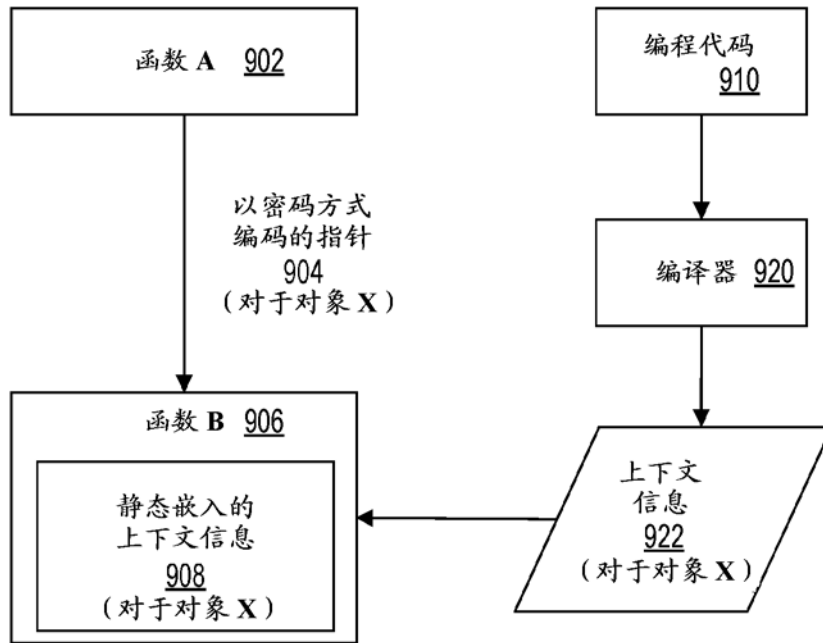 函数 A 902
以密码方式
编码的指针
904
（对于对象 X）
函数 B 906
静态嵌入的
上下文信息
908
（对于对象 X）
编程代码
910
编译器 920
上下文
信息
922
（对于对象 X）